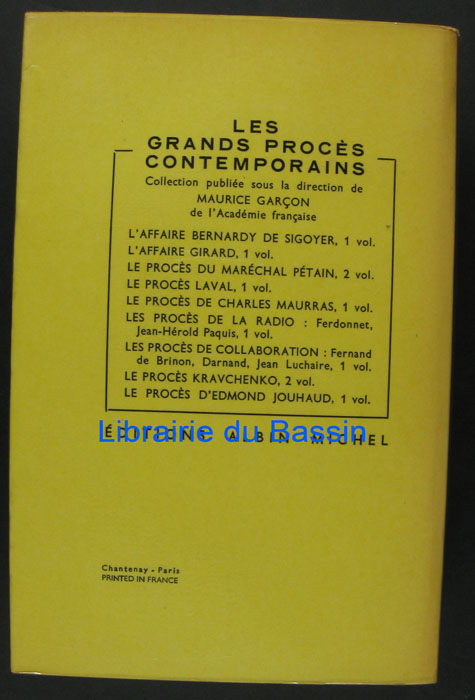 LES
GRANDS PROCÈS
CONTEMPORAINS
Collection publiée sous la direction de
MAURICE GARÇON
de l'Académie française
L'AFFAIRE BERNARDY DE SIGOYER, 1 vol.
L'AFFAIRE GIRARD, 1 vol.
LE PROCÈS DU MARÉCHAL PÉTAIN, 2 vol.
LE PROCÈS LAVAL, 1 vol.
LE PROCÈS DE CHARLES MAURRAS, 1 vol.
LES PROCÈS DE LA RADIO : Ferdonnet,
Jean-Hérold Paquis, 1 vol.
LES PROCÈS DE COLLABORATION : Fernand
de Brinon, Darnand, Jean Luchaire, 1 vol.
LE PROCÈS KRAVCHENKO, 2 vol.
LE PROCÈS D'EDMOND JOUHAUD, 1 vol.
ÉDITIONS ALBIN MICHEL
Librairie du Bassin
Chantenay - Paris
PRINTED IN FRANCE